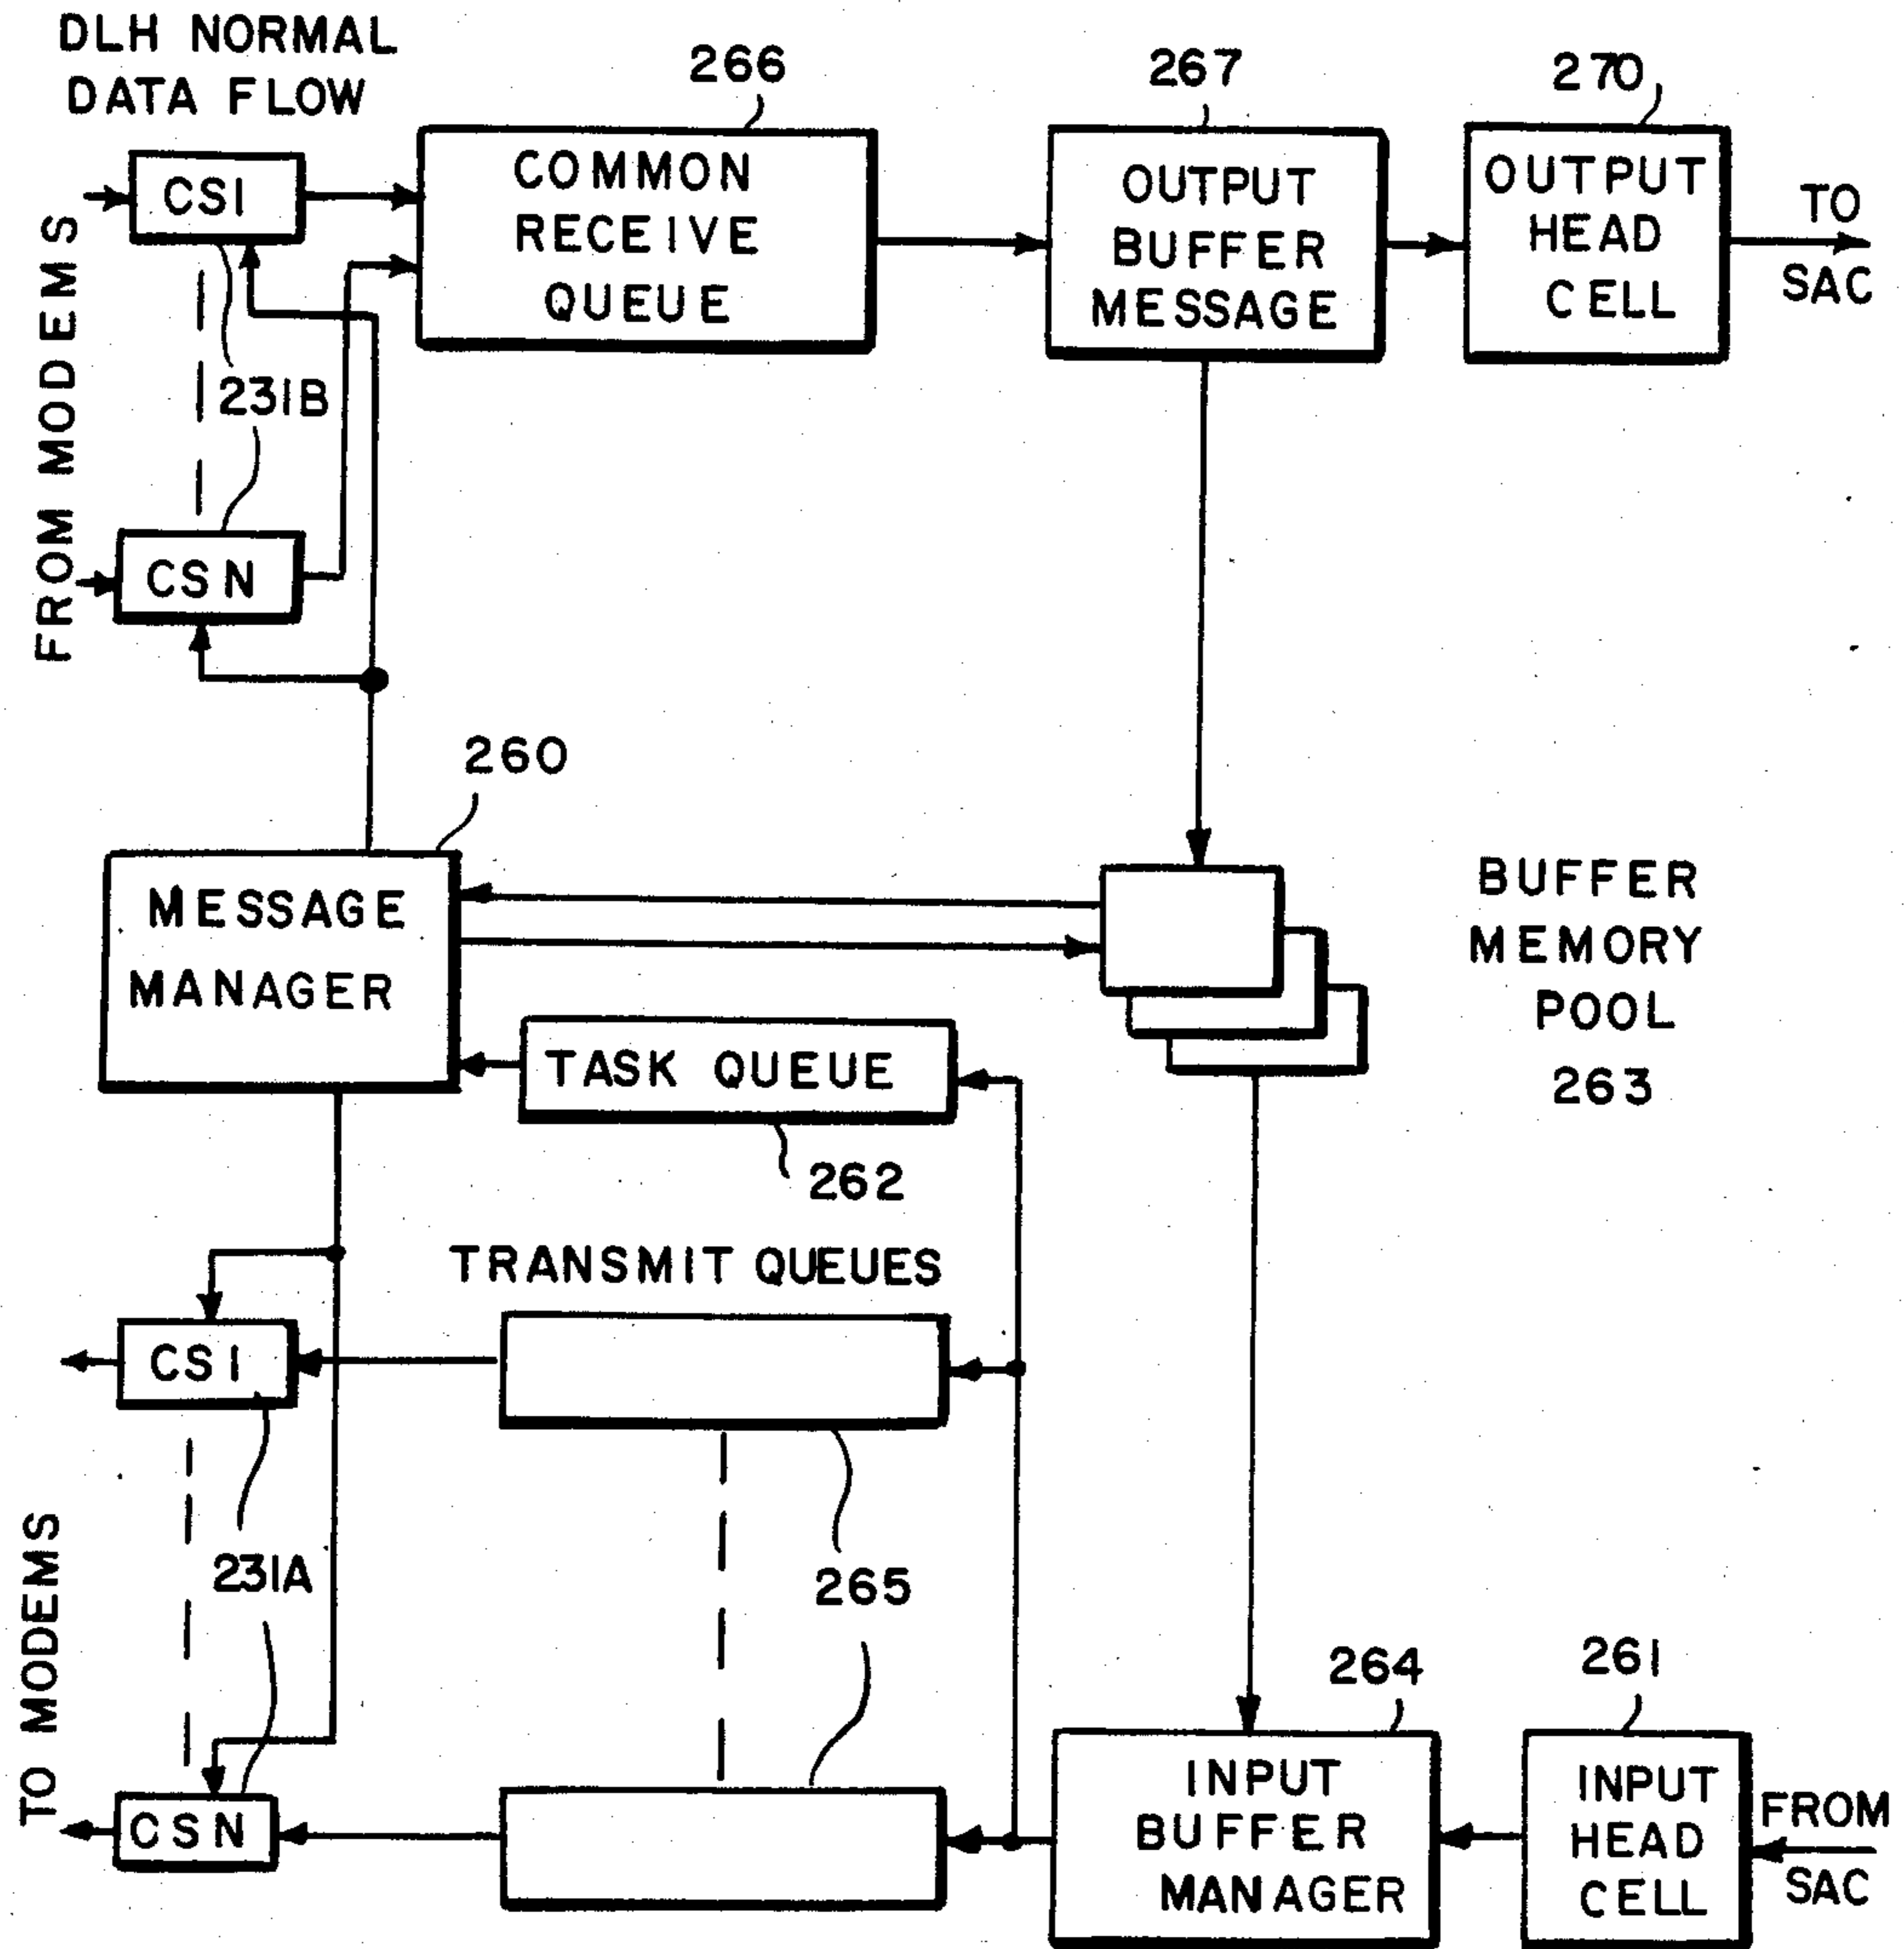 DLH NORMAL
DATA FLOW
266
267
270
CS1
COMMON
RECEIVE
QUEUE
OUTPUT
BUFFER
MESSAGE
OUTPUT
HEAD
CELL
TO
SAC
FROM MODEMS
231B
CSN
260
MESSAGE
MANAGER
BUFFER
MEMORY
POOL
263
TASK QUEUE
262
TRANSMIT QUEUES
CS1
231A
265
TO MODEMS
264
261
CSN
INPUT
BUFFER
MANAGER
INPUT
HEAD
CELL
FROM
SAC